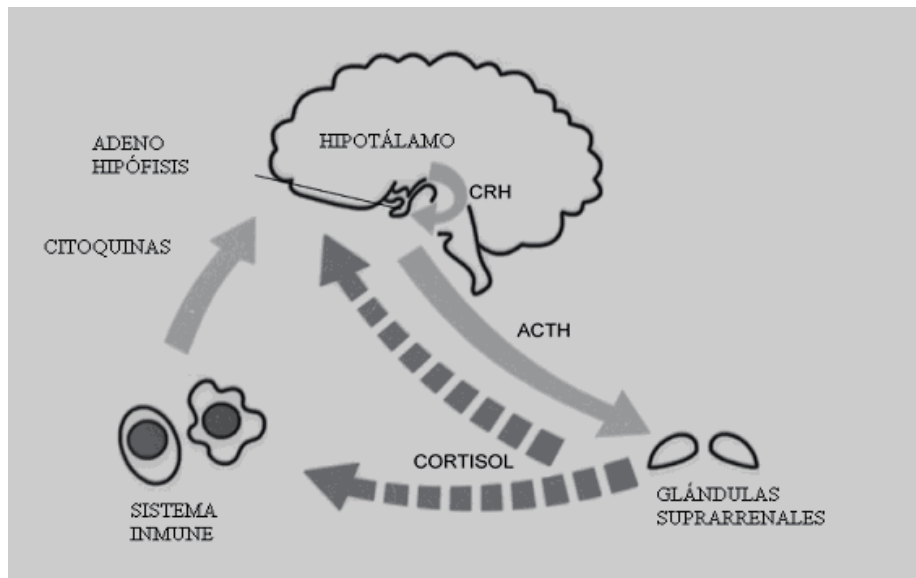 ADENO
HIPÓFISIS
HIPOTÁLAMO
CRH
CITOQUINAS
ACTH
CORTISOL
SISTEMA
INMUNE
GLÁNDULAS
SUPRARRENALES